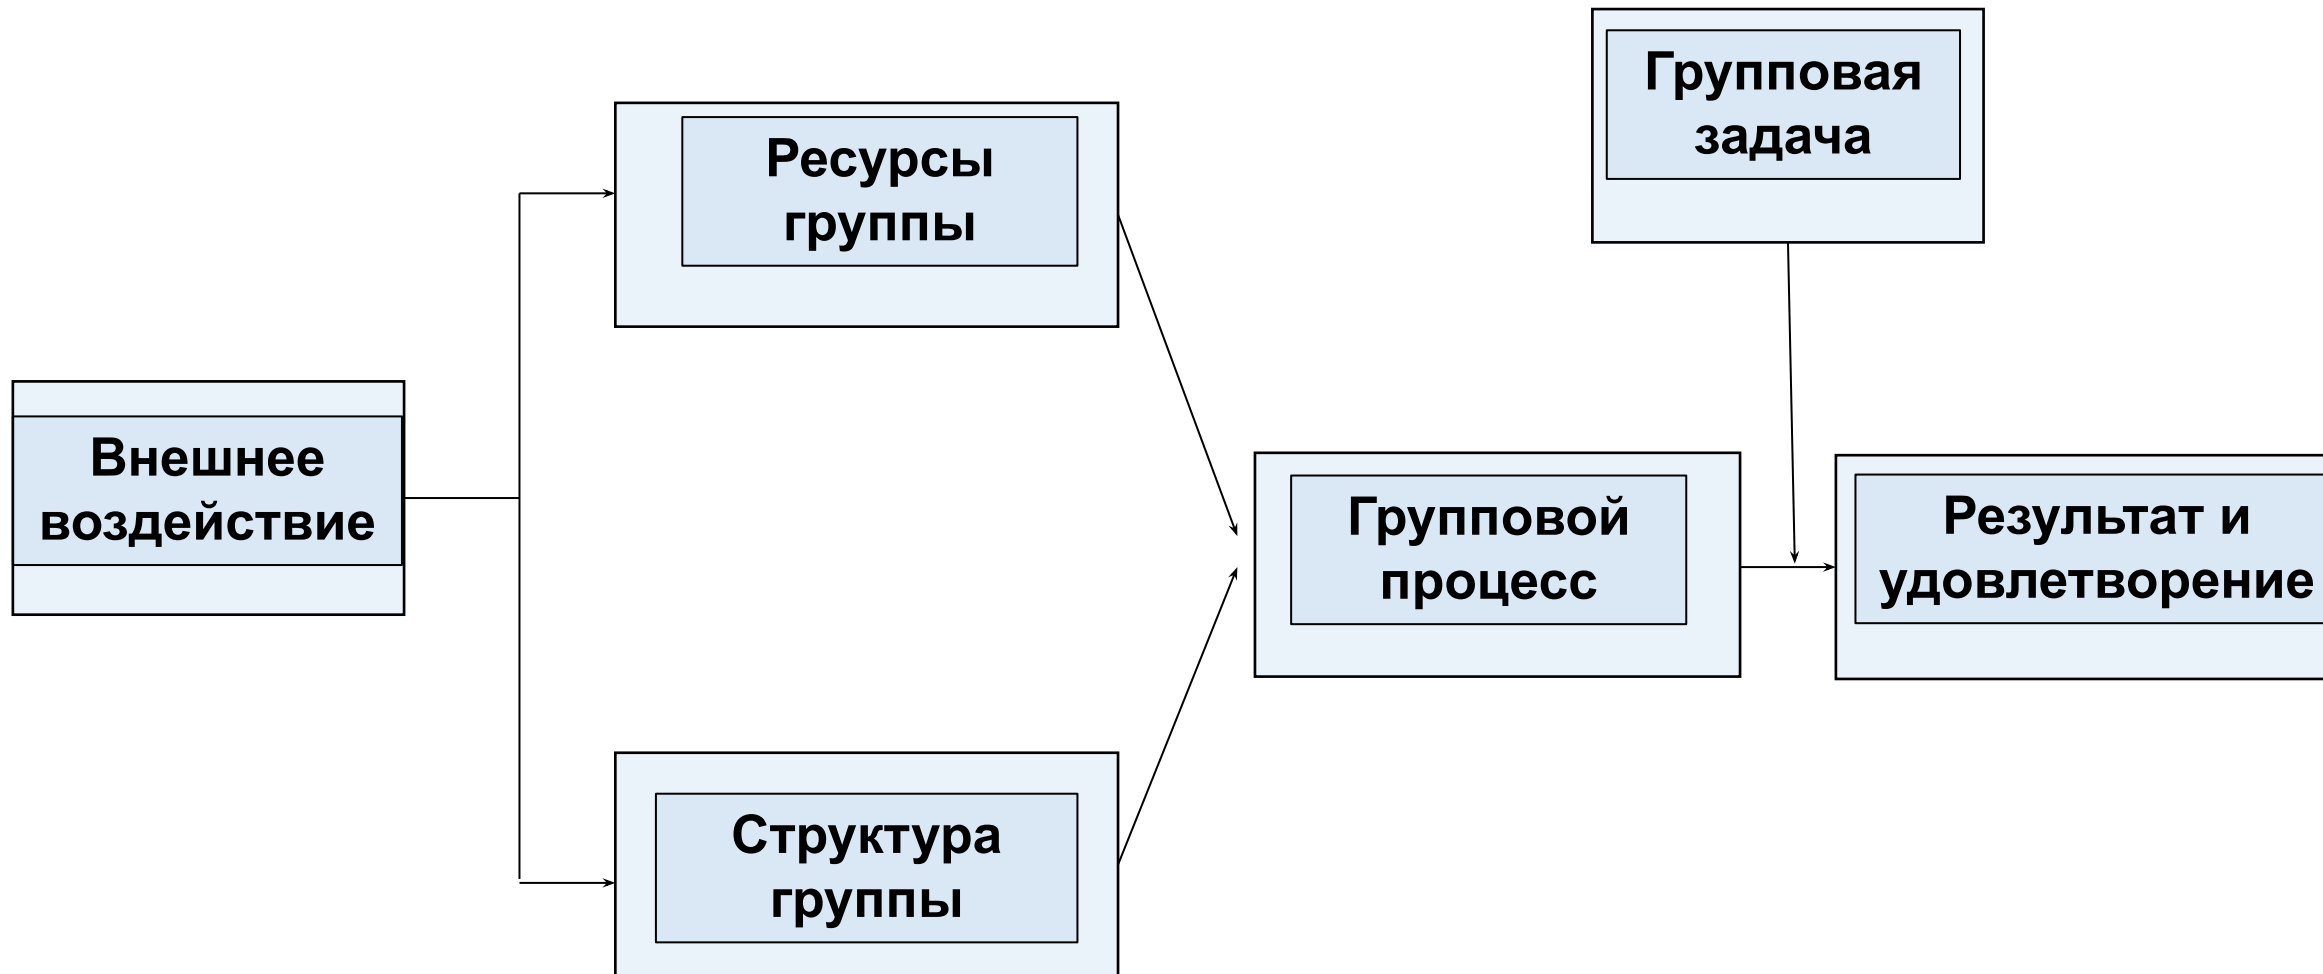 Групповая
задача
Ресурсы
группы
Внешнее
воздействие
Групповой
процесс
Результат и
удовлетворение
Структура
группы